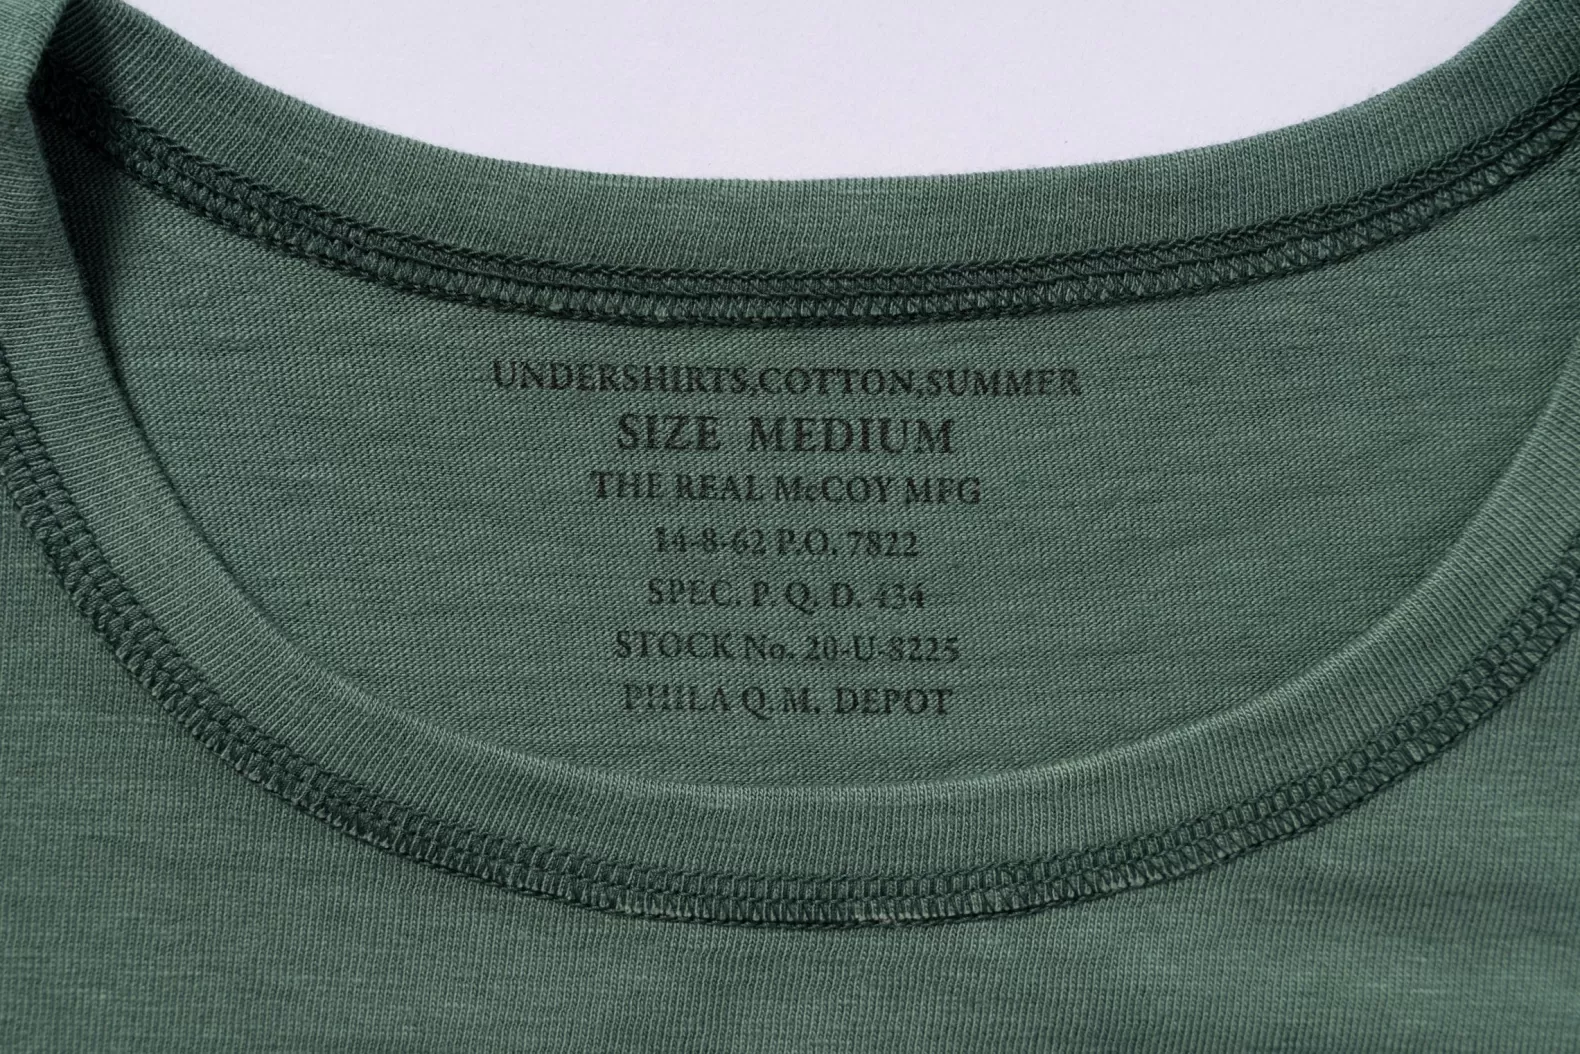 UNDERSHIRTS,COTTON,SUMMER
SIZE MEDIUM
THE REAL McCOY MFG
14-8-62 P.O. 7822
SPEC. P. Q. D. 434
STOCK No. 20-U-8225
PHILA Q.M. DEPOT